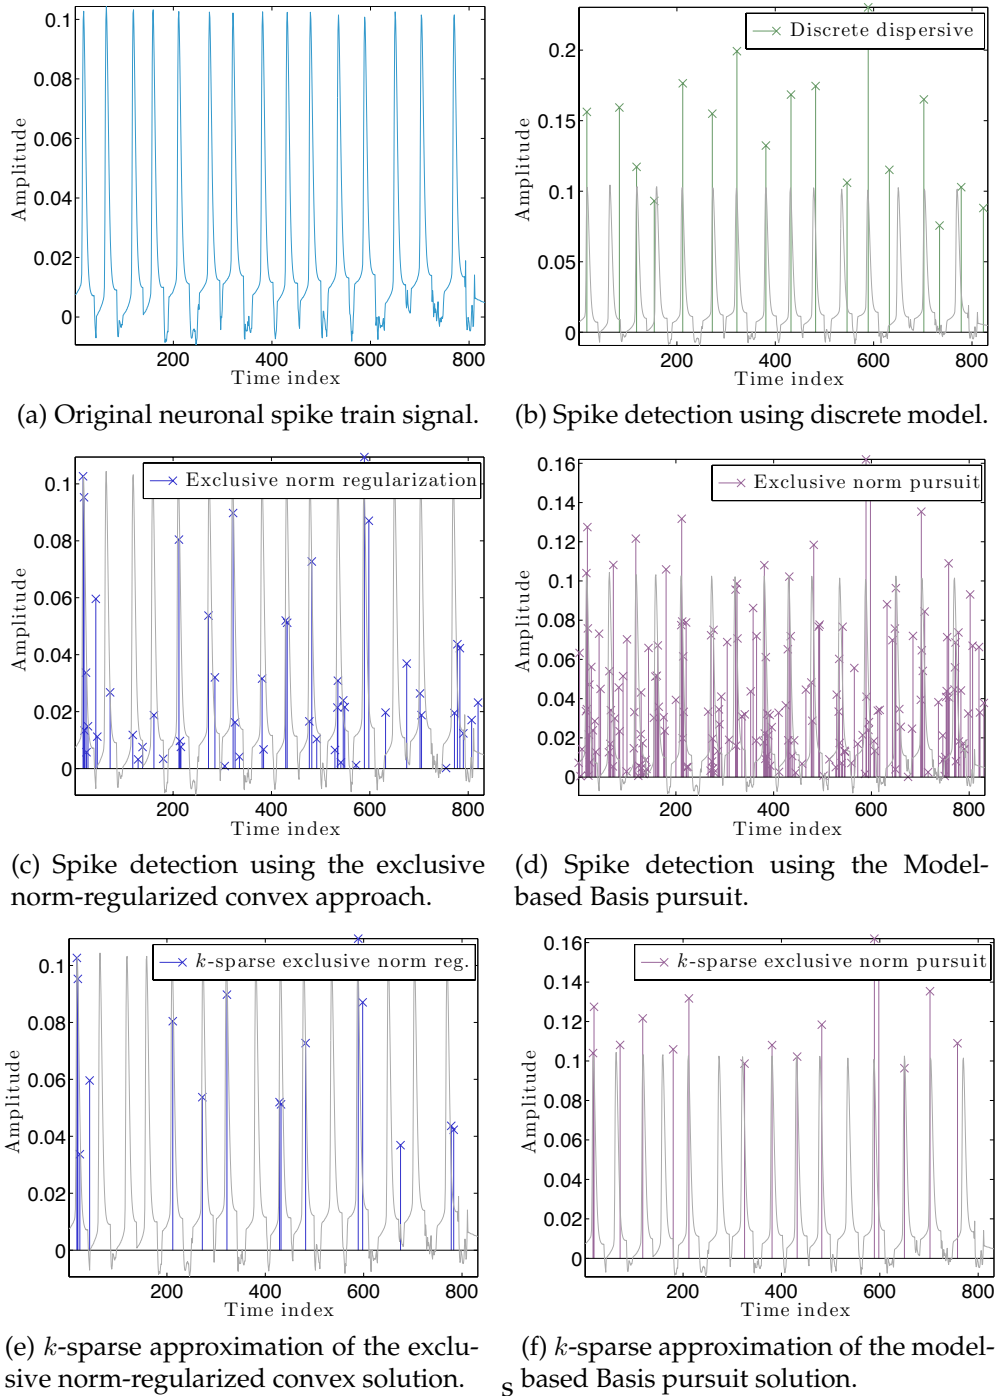 0.1
0.08
0.06
0.04
0.02
0
Amplitude
200 400 600 800
Time index
(a) Original neuronal spike train signal.
Discrete dispersive
0.2
0.15
0.1
0.05
0
Amplitude
200 400 600 800
Time index
(b) Spike detection using discrete model.
Exclusive norm regularization
0.1
0.08
0.06
0.04
0.02
0
Amplitude
200 400 600 800
Time index
(c) Spike detection using the exclusive
norm-regularized convex approach.
Exclusive norm pursuit
0.16
0.14
0.12
0.1
0.08
0.06
0.04
0.02
0
Amplitude
200 400 600 800
Time index
(d) Spike detection using the Model-
based Basis pursuit.
k-sparse exclusive norm reg.
0.1
0.08
0.06
0.04
0.02
0
Amplitude
200 400 600 800
Time index
(e) k-sparse approximation of the exclu-
sive norm-regularized convex solution.
k-sparse exclusive norm pursuit
0.16
0.14
0.12
0.1
0.08
0.06
0.04
0.02
0
Amplitude
200 400 600 800
Time index
(f) k-sparse approximation of the model-
based Basis pursuit solution.
s